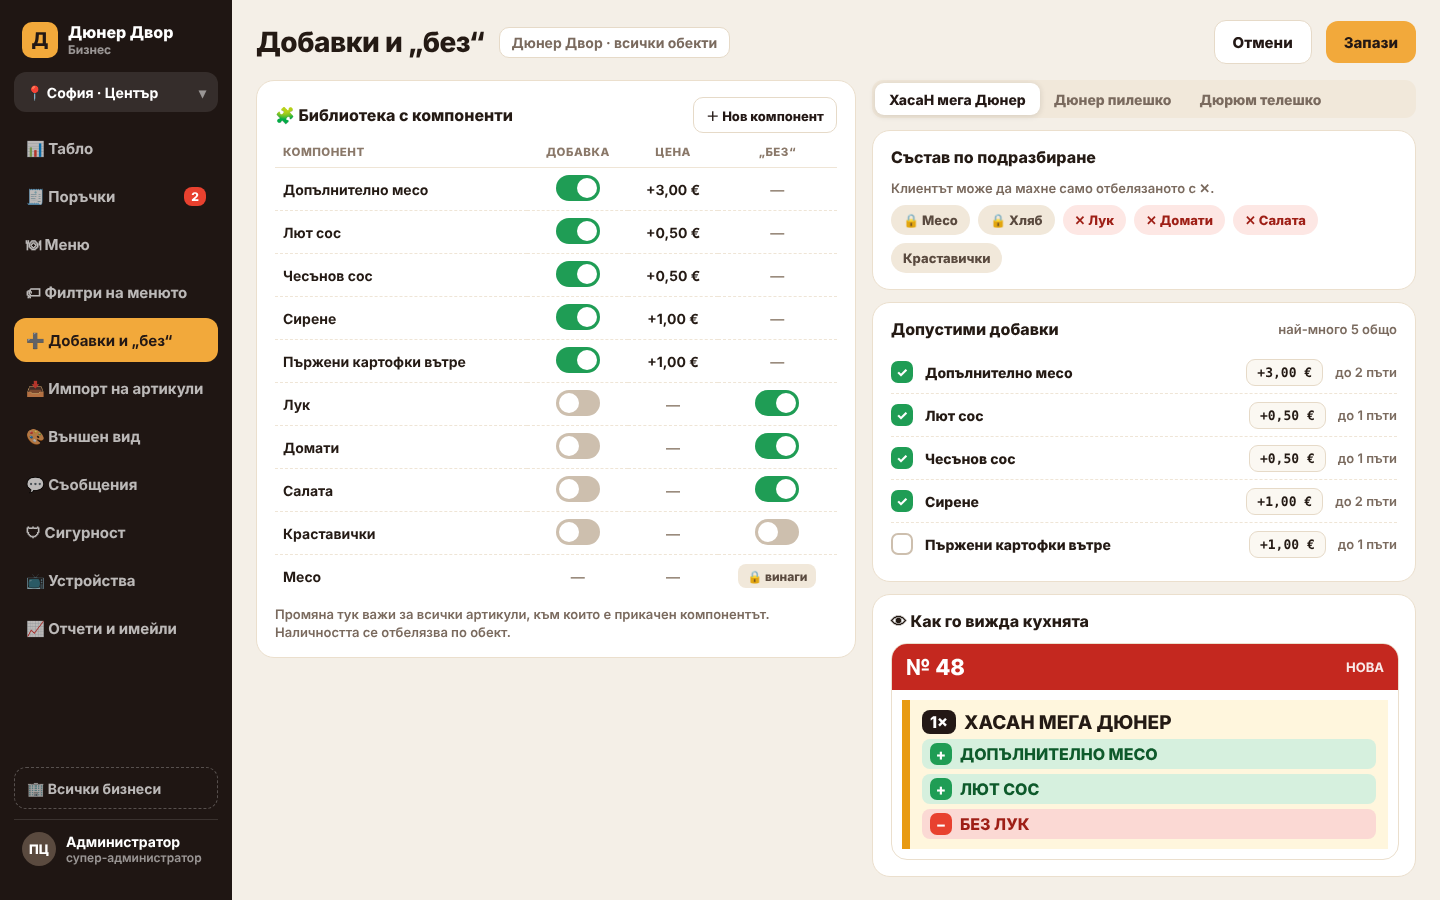 Д
Дюнер Двор
Бизнес
София · Център
Табло
Поръчки 2
Меню
Филтри на менюто
Добавки и „без“
Импорт на артикули
Външен вид
Съобщения
Сигурност
Устройства
Отчети и имейли
Всички бизнеси
ПЦ
Администратор
супер-администратор
Добавки и „без“
Дюнер Двор · всички обекти
Отмени
Запази
Библиотека с компоненти
+ Нов компонент
КОМПОНЕНТ ДОБАВКА ЦЕНА „БЕЗ“
Допълнително месо +3,00 € —
Лют сос +0,50 € —
Чеснов сос +0,50 € —
Сирене +1,00 € —
Пържени картофки вътре +1,00 € —
Лук —
Домати —
Салата —
Краставички —
Месо — — винаги
Промяна тук важи за всички артикули, към които е прикачен компонентът.
Наличността се отбелязва по обект.
ХасаН мега Дюнер Дюнер пилешко Дюрюм телешко
Състав по подразбиране
Клиентът може да махне само отбелязаното с ✕.
Месо Хляб ✕ Лук ✕ Домати ✕ Салата
Краставички
Допустими добавки най-много 5 общо
Допълнително месо +3,00 € до 2 пъти
Лют сос +0,50 € до 1 пъти
Чесънов сос +0,50 € до 1 пъти
Сирене +1,00 € до 2 пъти
Пържени картофки вътре +1,00 € до 1 пъти
Как го вижда кухнята
№ 48 НОВА
1× ХАСАН МЕГА ДЮНЕР
+ ДОПЪЛНИТЕЛНО МЕСО
+ ЛЮТ СОС
− БЕЗ ЛУК